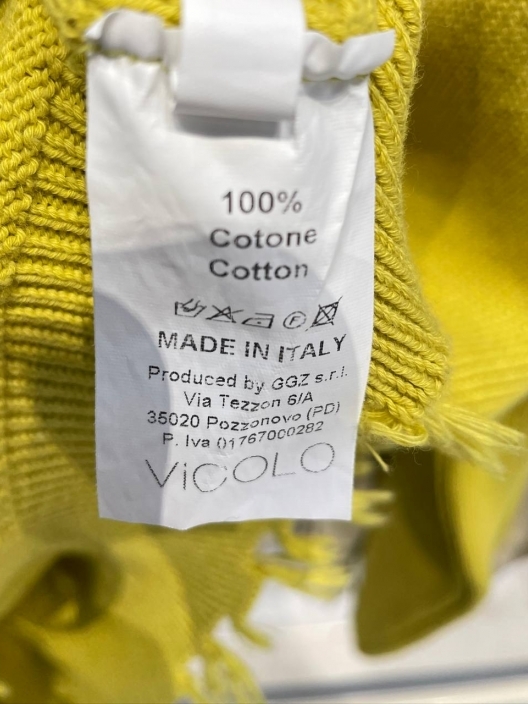 100%
Cotone
Cotton
MADE IN ITALY
Produced by GGZ s.r.l.
Via Tezzon 6/A
35020 Pozzonovo (PD)
P. Iva 01767000282
ViCOLO